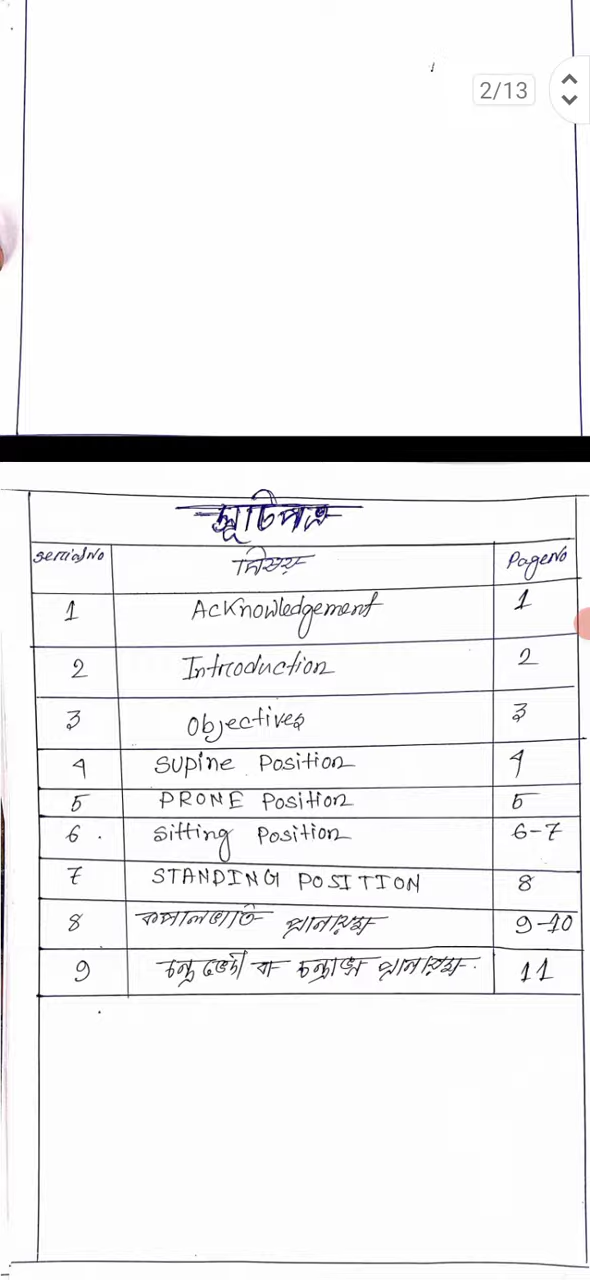 2/13
সূচিপত্র
Serial No বিষয় Page No
1 Acknowledgement 1
2 Introduction 2
3 Objectives 3
4 Supine Position 4
5 PRONE Position 5
6 Sitting Position 6-7
7 STANDING POSITION 8
8 কপালভাতি প্রানায়াম 9-10
9 চন্দ্রভেদী বা চন্দ্রাঙ্গ প্রানায়াম 11